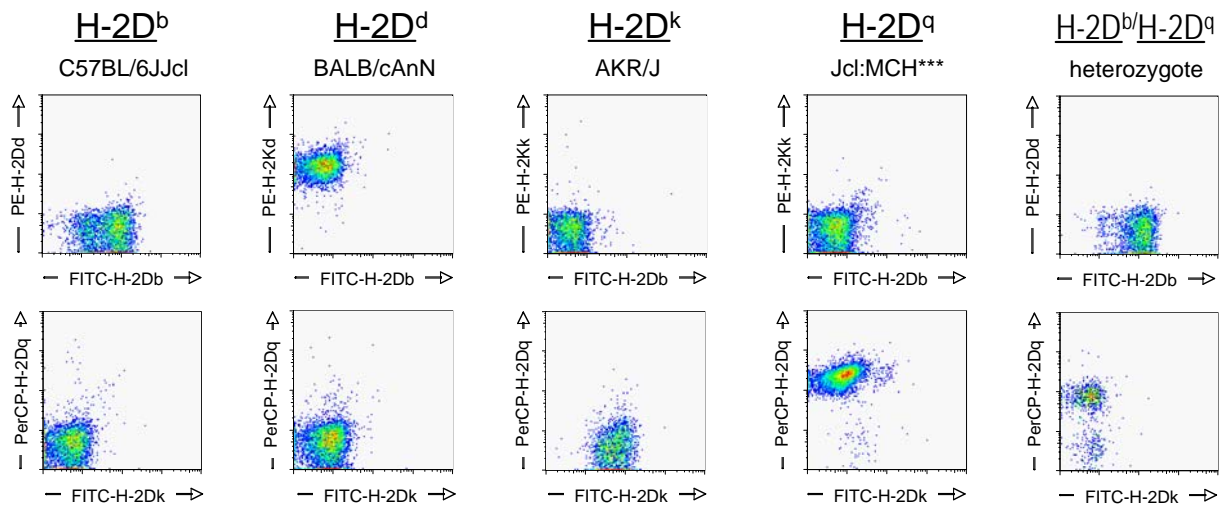 H-2Dᵇ H-2Dᵈ H-2Dᵏ H-2D^q H-2Dᵇ/H-2D^q
C57BL/6JJcl BALB/cAnN AKR/J Jcl:MCH*** heterozygote
PE-H-2Dd PE-H-2Kd PE-H-2Kk PE-H-2Kk PE-H-2Dd
FITC-H-2Db FITC-H-2Db FITC-H-2Db FITC-H-2Db FITC-H-2Db
PerCP-H-2Dq PerCP-H-2Dq PerCP-H-2Dq PerCP-H-2Dq PerCP-H-2Dq
FITC-H-2Dk FITC-H-2Dk FITC-H-2Dk FITC-H-2Dk FITC-H-2Dk